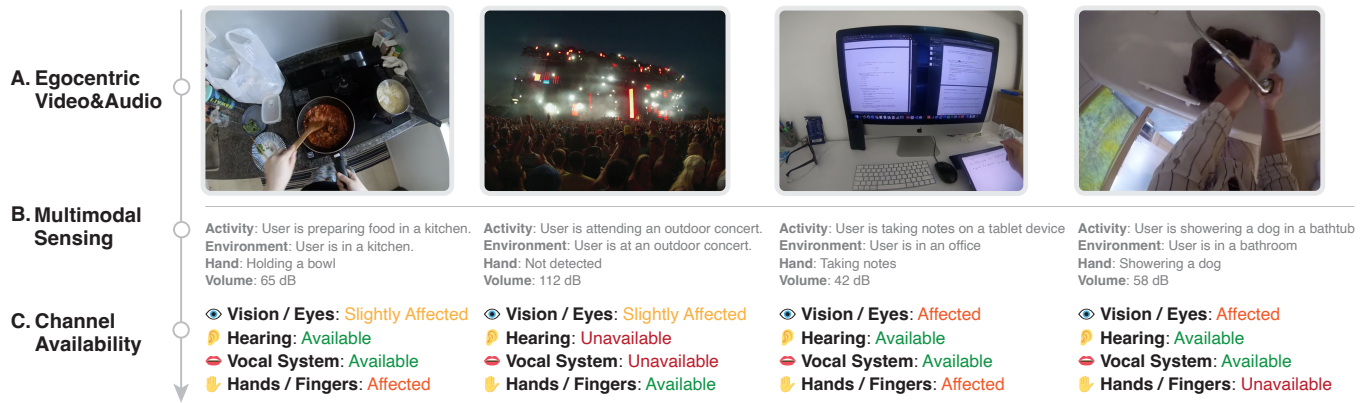 A. Egocentric
Video&Audio
B. Multimodal
Sensing
Activity: User is preparing food in a kitchen.
Environment: User is in a kitchen.
Hand: Holding a bowl
Volume: 65 dB
Activity: User is attending an outdoor concert.
Environment: User is at an outdoor concert.
Hand: Not detected
Volume: 112 dB
Activity: User is taking notes on a tablet device
Environment: User is in an office
Hand: Taking notes
Volume: 42 dB
Activity: User is showering a dog in a bathtub
Environment: User is in a bathroom
Hand: Showering a dog
Volume: 58 dB
C. Channel
Availability
Vision / Eyes: Slightly Affected
Hearing: Available
Vocal System: Available
Hands / Fingers: Affected
Vision / Eyes: Slightly Affected
Hearing: Unavailable
Vocal System: Unavailable
Hands / Fingers: Available
Vision / Eyes: Affected
Hearing: Available
Vocal System: Available
Hands / Fingers: Affected
Vision / Eyes: Affected
Hearing: Available
Vocal System: Available
Hands / Fingers: Unavailable